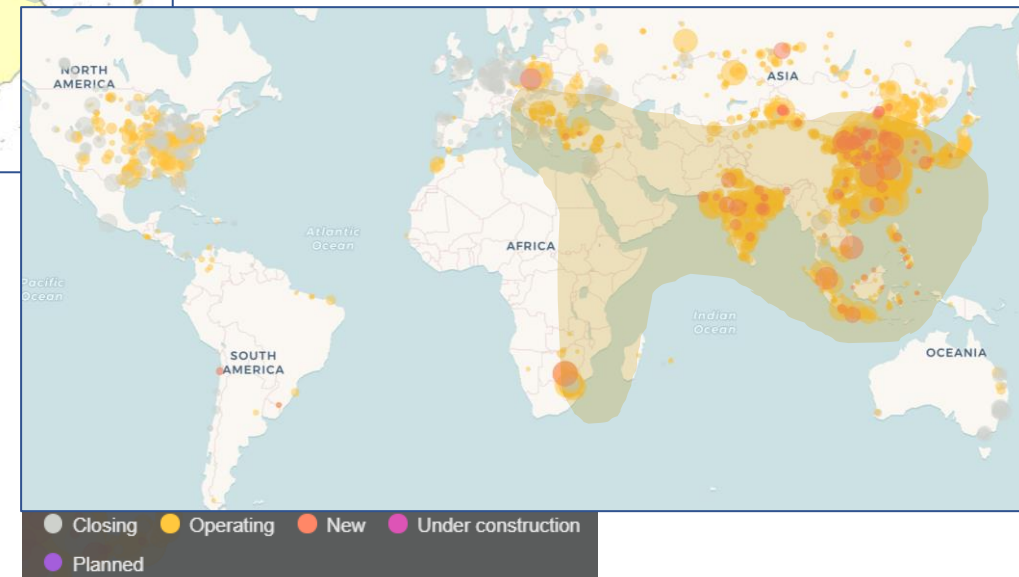 NORTH
AMERICA
ASIA
Atlantic
Ocean
AFRICA
Pacific
Ocean
Indian
Ocean
SOUTH
AMERICA
OCEANIA
Closing Operating New Under construction
Planned